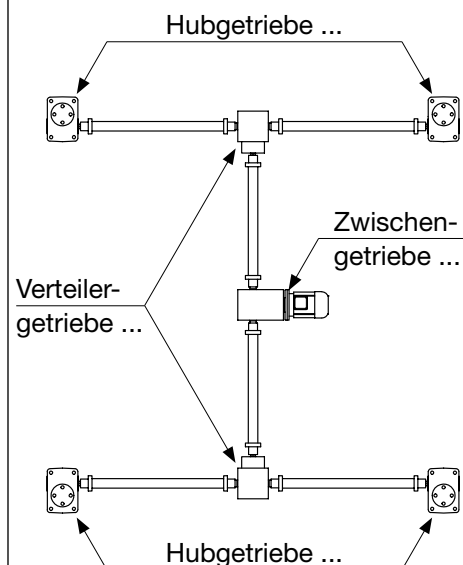 Hubgetriebe ...
Zwischen-
getriebe ...
Verteiler-
getriebe ...
Hubgetriebe ...